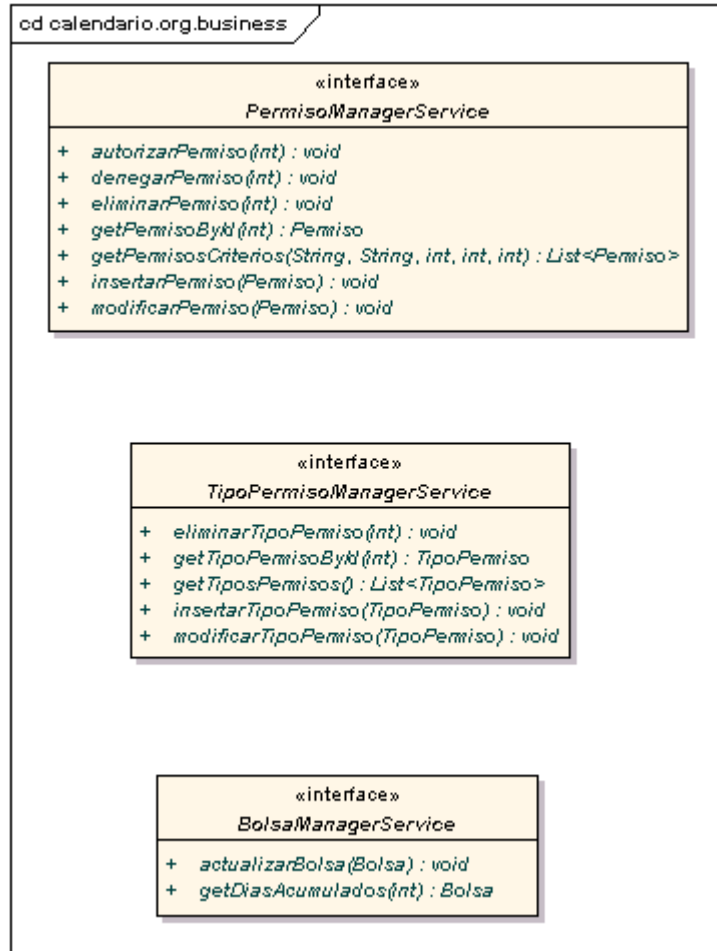 cd calendario.org.business
«interface»
PermisoManagerService
+ autorizarPermiso(int) : void
+ denegarPermiso(int) : void
+ eliminarPermiso(int) : void
+ getPermisoById(int) : Permiso
+ getPermisosCriterios(String, String, int, int, int) : List<Permiso>
+ insertarPermiso(Permiso) : void
+ modificarPermiso(Permiso) : void
«interface»
TipoPermisoManagerService
+ eliminarTipoPermiso(int) : void
+ getTipoPermisoById(int) : TipoPermiso
+ getTiposPermisos() : List<TipoPermiso>
+ insertarTipoPermiso(TipoPermiso) : void
+ modificarTipoPermiso(TipoPermiso) : void
«interface»
BolsaManagerService
+ actualizarBolsa(Bolsa) : void
+ getDiasAcumulados(int) : Bolsa